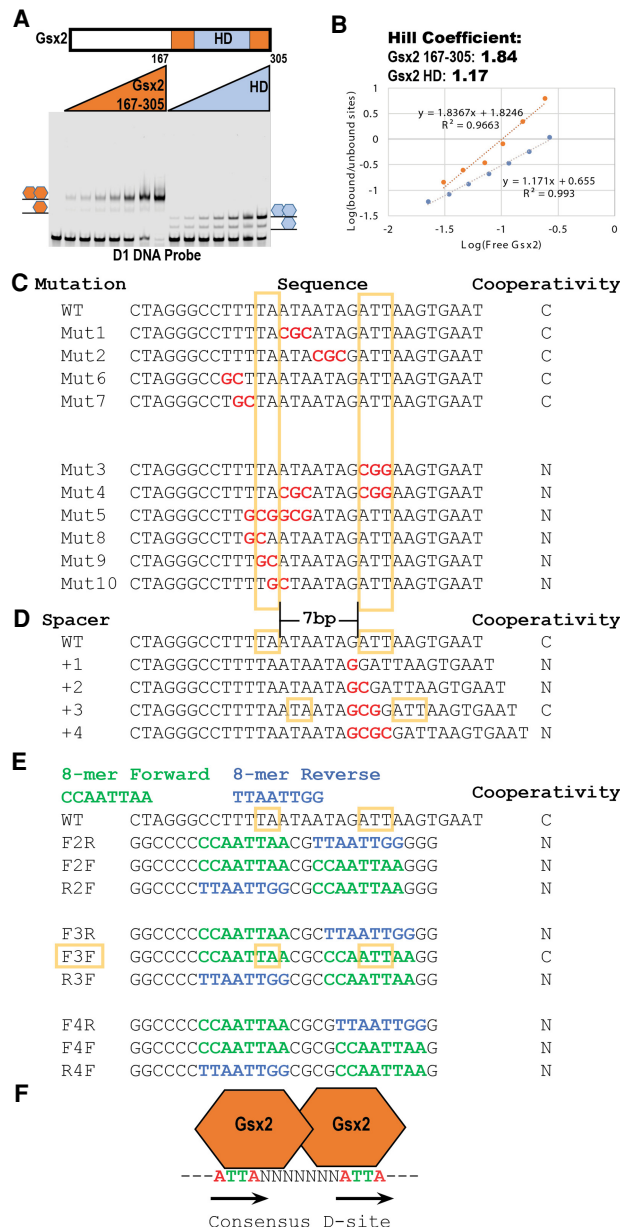 A
Gsx2
HD
167
305
Gsx2
167-305
HD
D1 DNA Probe
B
Hill Coefficient:
Gsx2 167-305: 1.84
Gsx2 HD: 1.17
Log(bound/unbound sites)
1
0.5
0
-0.5
-1
-1.5
y = 1.8367x + 1.8246
R² = 0.9663
y = 1.171x + 0.655
R² = 0.993
-2 -1.5 -1 -0.5 0
Log(Free Gsx2)
C Mutation Sequence Cooperativity
WT CTAGGGCCTTTTAATAATAGATTAAGTGAAT C
Mut1 CTAGGGCCTTTTACGCATAGATTAAGTGAAT C
Mut2 CTAGGGCCTTTTAATACGCGATTAAGTGAAT C
Mut6 CTAGGGCCGCTTAATAATAGATTAAGTGAAT C
Mut7 CTAGGGCCTGCTAATAATAGATTAAGTGAAT C
Mut3 CTAGGGCCTTTTAATAATAGCGGAAGTGAAT N
Mut4 CTAGGGCCTTTTACGCATAGCGGAAGTGAAT N
Mut5 CTAGGGCCTTGCGGCGATAGATTAAGTGAAT N
Mut8 CTAGGGCCTTGCAATAATAGATTAAGTGAAT N
Mut9 CTAGGGCCTTTGCATAATAGATTAAGTGAAT N
Mut10 CTAGGGCCTTTTGCTAATAGATTAAGTGAAT N
D Spacer 7bp Cooperativity
WT CTAGGGCCTTTTAATAATAGATTAAGTGAAT C
+1 CTAGGGCCTTTTAATAATAGGATTAAGTGAAT N
+2 CTAGGGCCTTTTAATAATAGCGATTAAGTGAAT N
+3 CTAGGGCCTTTTAATAATAGCGGATTAAGTGAAT C
+4 CTAGGGCCTTTTAATAATAGCGCGATTAAGTGAAT N
E
8-mer Forward 8-mer Reverse
Cooperativity
CCAATTAA TTAATTGG
WT CTAGGGCCTTTTAATAATAGATTAAGTGAAT C
F2R GGCCCCCCAATTAACGTTAATTGGGGG N
F2F GGCCCCCCAATTAACGCCAATTAAGGG N
R2F GGCCCCTTAATTGGCGCCAATTAAGGG N
F3R GGCCCCCCAATTAACGCTTAATTGGGG N
F3F GGCCCCCCAATTAACGCCCAATTAAGG C
R3F GGCCCCTTAATTGGCGCCCAATTAAGG N
F4R GGCCCCCCAATTAACGCGTTAATTGGG N
F4F GGCCCCCCAATTAACGCGCCAATTAAG N
R4F GGCCCCTTAATTGGCGCGCCAATTAAG N
F
Gsx2 Gsx2
---ATTANNNNNNNATTA---
Consensus D-site